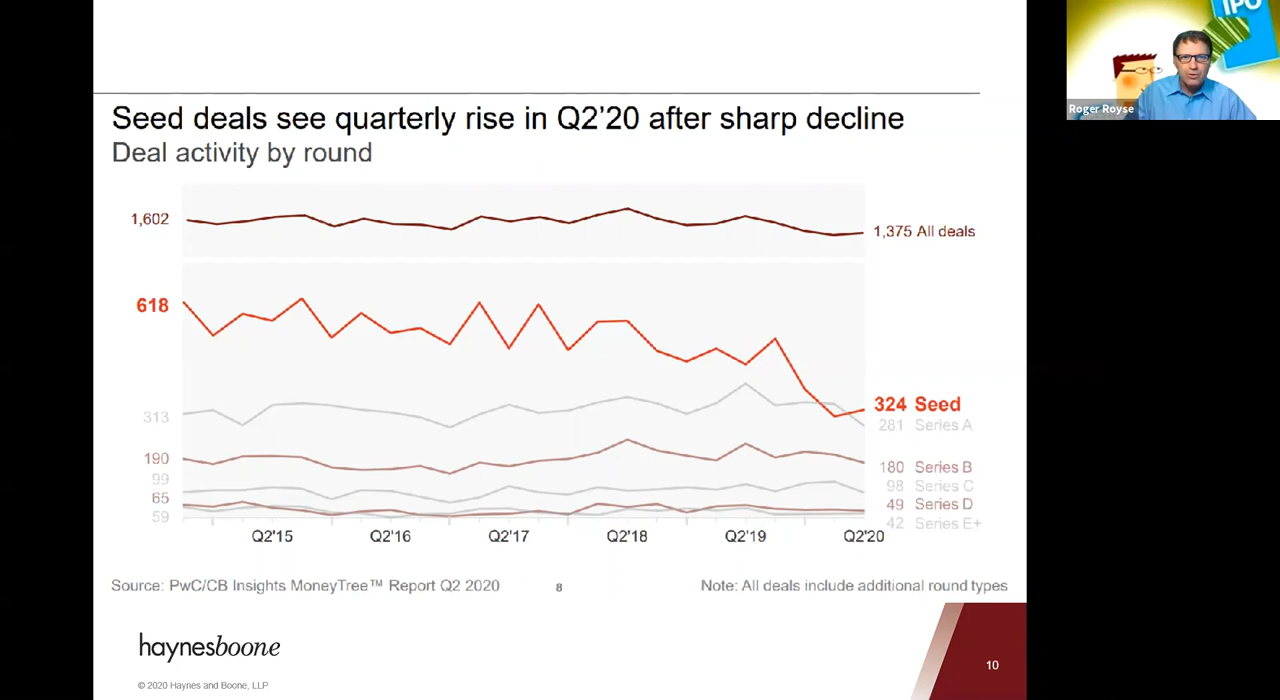 IPO
Roger Royse
Seed deals see quarterly rise in Q2’20 after sharp decline
Deal activity by round
1,602
1,375 All deals
618
313
190
99
65
59
324 Seed
281 Series A
180 Series B
98 Series C
49 Series D
42 Series E+
Q2'15 Q2'16 Q2'17 Q2'18 Q2'19 Q2'20
Source: PwC/CB Insights MoneyTree™ Report Q2 2020
8
Note: All deals include additional round types
haynesboone
© 2020 Haynes and Boone, LLP
10